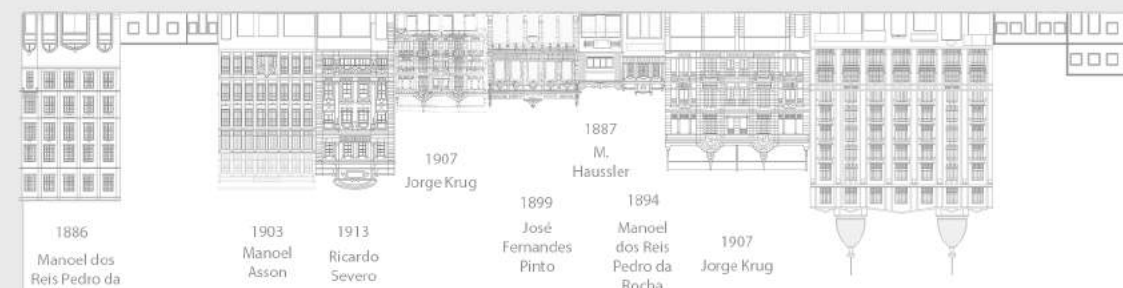 1886
Manoel dos
Reis Pedro da
1903
Manoel
Asson
1913
Ricardo
Severo
1907
Jorge Krug
1899
José
Fernandes
Pinto
1887
M.
Haussler
1894
Manoel
dos Reis
Pedro da
Rocha
1907
Jorge Krug